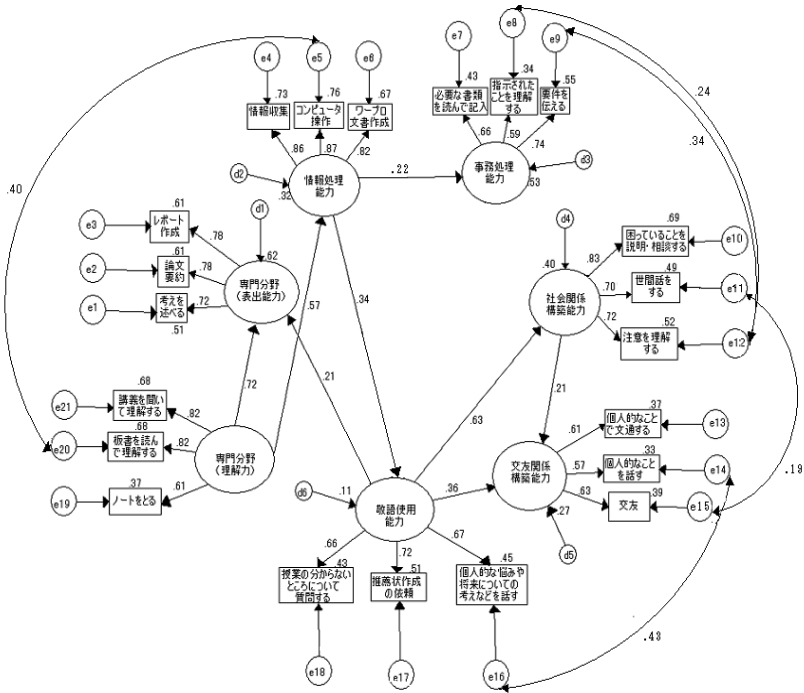 e8
e9
e7
e4
e5
e6
.34
.24
.43
指示された
ことを理解
する
.55
.73
.76
.67
必要な書類
を読んで記入
要件を
伝える
情報収集
コンピュータ
操作
ワープロ
文書作成
.34
.66
.59
.74
.86
.87
.82
.40
d2
情報処理
能力
.32
.22
事務処理
能力
.53
d3
.61
d1
d4
e3
レポート
作成
.78
.62
.69
困っていることを
説明・相談する
e10
.61
e2
論文
要約
.78
専門分野
(表出能力)
.57
.34
.40
.83
.49
社会関係
構築能力
.70
世間話を
する
e11
e1
考えを
述べる
.72
.51
.72
.52
注意を理解
する
e12
.72
.21
.63
.21
.68
e21
講義を聞い
て理解する
.82
.37
個人的なこと
で文通する
e13
.61
.68
e20
板書を読ん
で理解する
.82
専門分野
(理解力)
交友関係
構築能力
.33
.57
個人的なこと
を話す
e14
.18
.37
e19
ノートをとる
.61
d6
.11
敬語使用
能力
.36
.63
.39
交友
e15
.27
d5
.66
.72
.67
.43
授業の分からない
ところについて
質問する
.51
推薦状作成
の依頼
.45
個人的な悩みや
将来についての
考えなどを話す
.43
e18
e17
e16